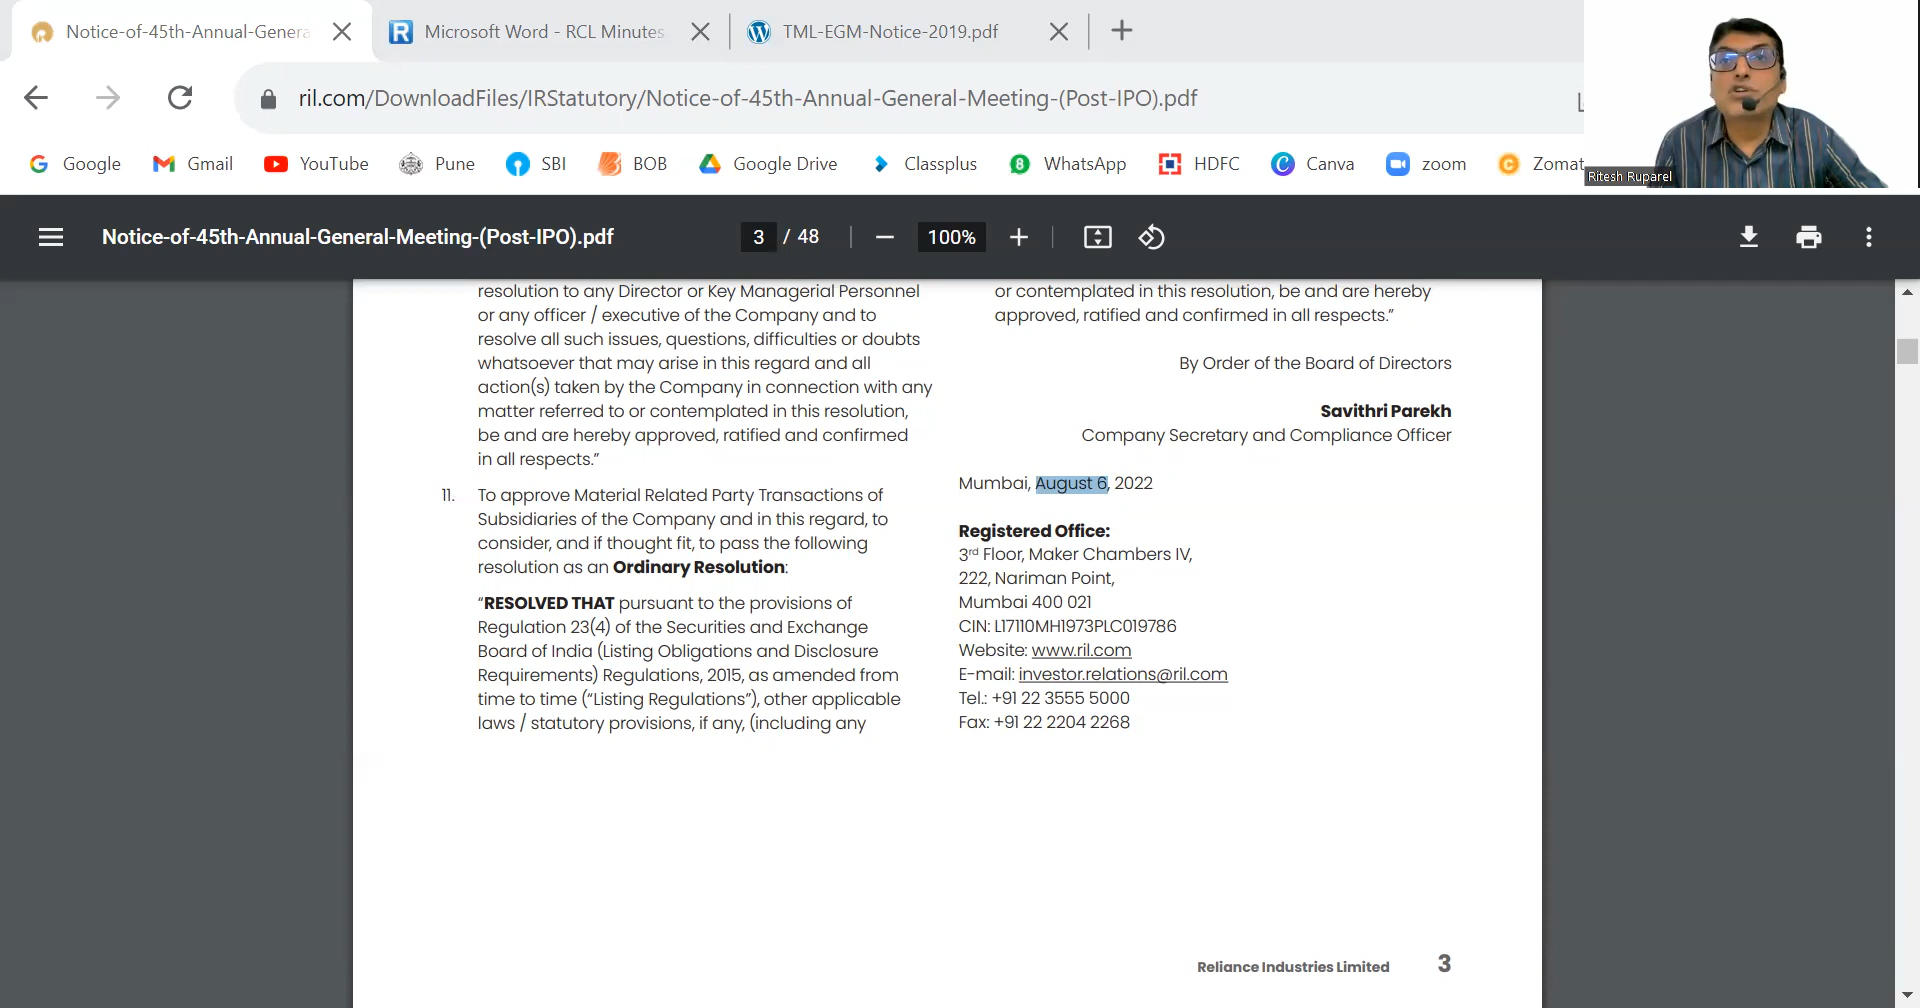 Notice-of-45th-Annual-Genera
Microsoft Word - RCL Minutes
TML-EGM-Notice-2019.pdf
ril.com/DownloadFiles/IRStatutory/Notice-of-45th-Annual-General-Meeting-(Post-IPO).pdf
Google Gmail YouTube Pune SBI BOB Google Drive Classplus 8 WhatsApp HDFC Canva zoom Zomat
Ritesh Ruparel
Notice-of-45th-Annual-General-Meeting-(Post-IPO).pdf 3 / 48 100%
resolution to any Director or Key Managerial Personnel
or any officer / executive of the Company and to
resolve all such issues, questions, difficulties or doubts
whatsoever that may arise in this regard and all
action(s) taken by the Company in connection with any
matter referred to or contemplated in this resolution,
be and are hereby approved, ratified and confirmed
in all respects.”
11. To approve Material Related Party Transactions of
Subsidiaries of the Company and in this regard, to
consider, and if thought fit, to pass the following
resolution as an Ordinary Resolution:
“RESOLVED THAT pursuant to the provisions of
Regulation 23(4) of the Securities and Exchange
Board of India (Listing Obligations and Disclosure
Requirements) Regulations, 2015, as amended from
time to time (“Listing Regulations”), other applicable
laws / statutory provisions, if any, (including any
or contemplated in this resolution, be and are hereby
approved, ratified and confirmed in all respects.”
By Order of the Board of Directors
Savithri Parekh
Company Secretary and Compliance Officer
Mumbai, August 6, 2022
Registered Office:
3rd Floor, Maker Chambers IV,
222, Nariman Point,
Mumbai 400 021
CIN: L17110MH1973PLC019786
Website: www.ril.com
E-mail: investor.relations@ril.com
Tel.: +91 22 3555 5000
Fax: +91 22 2204 2268
Reliance Industries Limited 3